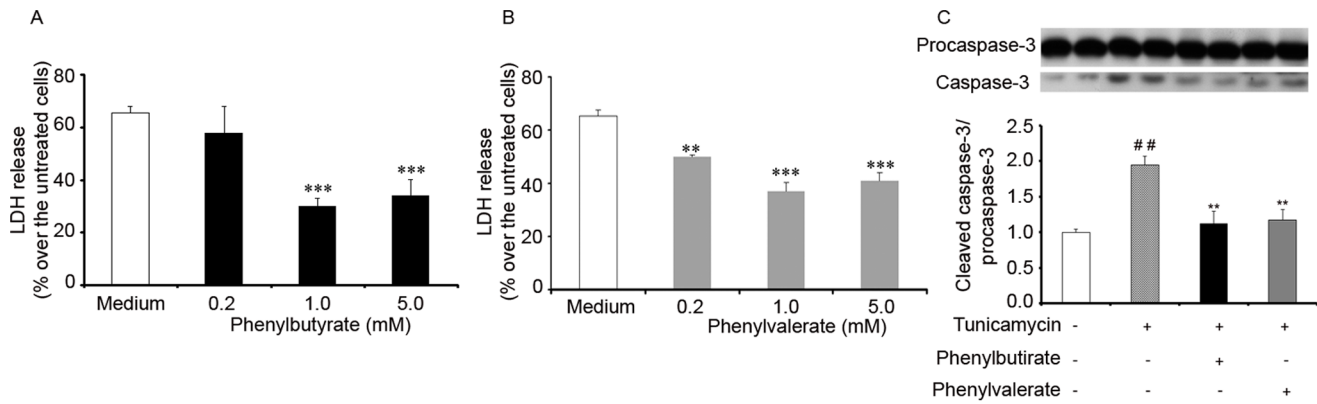 A
LDH release
(% over the untreated cells)
80
60
40
20
0
***
***
Medium
0.2
1.0
5.0
Phenylbutyrate (mM)
B
LDH release
(% over the untreated cells)
80
60
40
20
0
**
***
***
Medium
0.2
1.0
5.0
Phenylvalerate (mM)
C
Procaspase-3
Caspase-3
Cleaved caspase-3/
procaspase-3
2.5
2.0
1.5
1.0
0.5
0.0
##
**
**
Tunicamycin - + + +
Phenylbutirate - - + -
Phenylvalerate - - - +